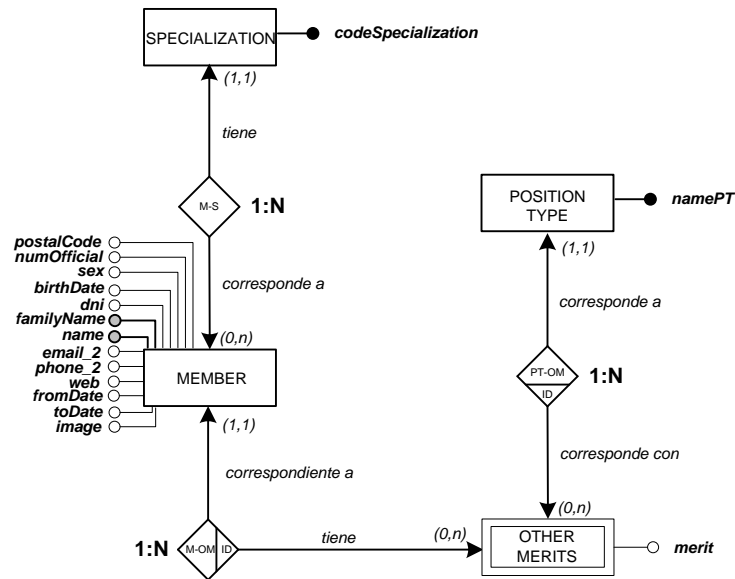 SPECIALIZATION
codeSpecialization
(1,1)
tiene
M-S
1:N
POSITION
TYPE
namePT
(1,1)
postalCode
numOfficial
sex
birthDate
dni
familyName
name
email_2
phone_2
web
fromDate
toDate
image
corresponde a
(0,n)
MEMBER
(1,1)
corresponde a
PT-OM
ID
1:N
correspondiente a
corresponde con
1:N
M-OM
ID
tiene
(0,n)
(0,n)
OTHER
MERITS
merit